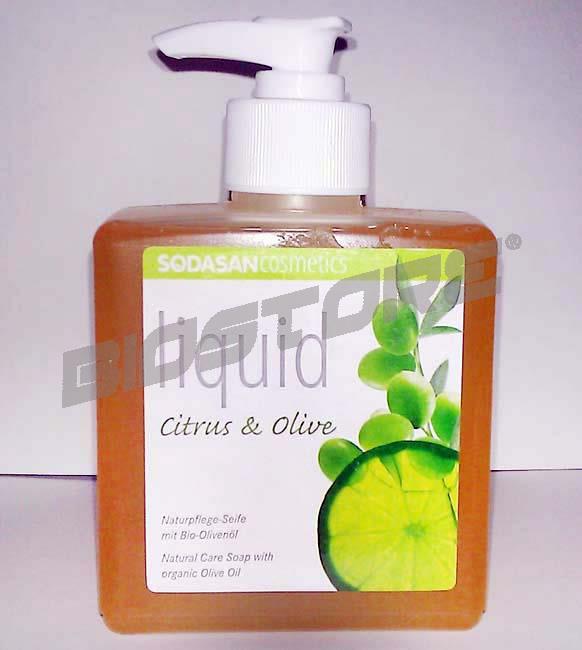 SODASANcosmetics
liquid
BIOSTORE®
Citrus & Olive
Naturpflege-Seife
mit Bio-Olivenöl
Natural Care Soap with
organic Olive Oil